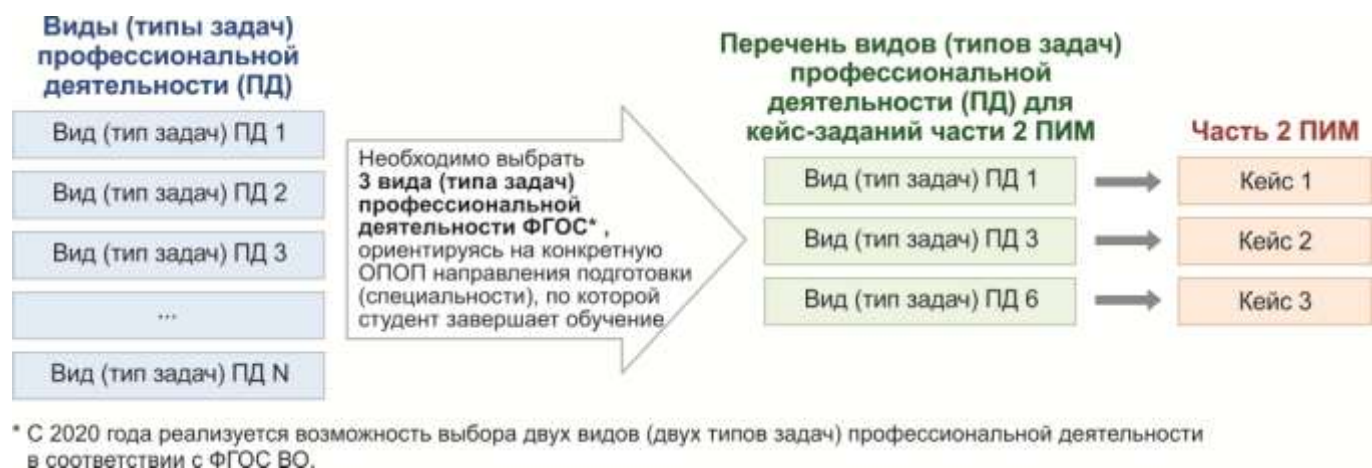 Виды (типы задач)
профессиональной
деятельности (ПД)
Вид (тип задач) ПД 1
Вид (тип задач) ПД 2
Вид (тип задач) ПД 3
...
Вид (тип задач) ПД N
Необходимо выбрать
3 вида (типа задач)
профессиональной
деятельности ФГОС* ,
ориентируясь на конкретную
ОПОП направления подготовки
(специальности), по которой
студент завершает обучение
Перечень видов (типов задач)
профессиональной
деятельности (ПД) для
кейс-заданий части 2 ПИМ
Вид (тип задач) ПД 1
Вид (тип задач) ПД 3
Вид (тип задач) ПД 6
Часть 2 ПИМ
Кейс 1
Кейс 2
Кейс 3
* С 2020 года реализуется возможность выбора двух видов (двух типов задач) профессиональной деятельности
в соответствии с ФГОС ВО.